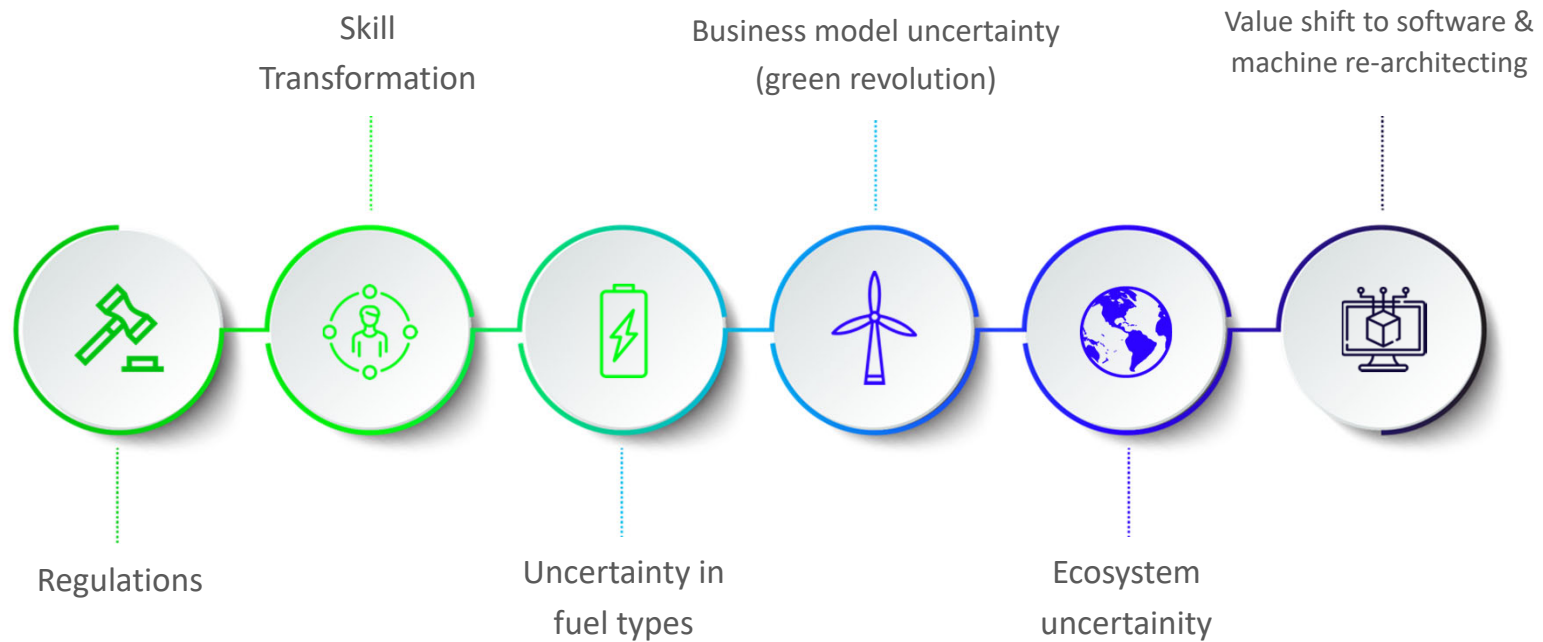 Skill
Transformation
Business model uncertainty
(green revolution)
Value shift to software &
machine re-architecting
Regulations
Uncertainty in
fuel types
Ecosystem
uncertainity